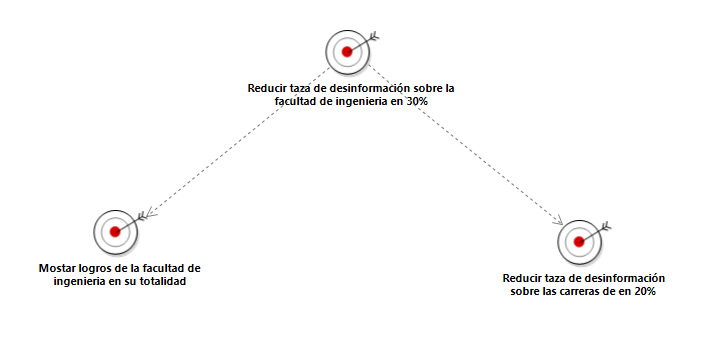 Reducir taza de desinformación sobre la
facultad de ingenieria en 30%
Mostar logros de la facultad de
ingenieria en su totalidad
Reducir taza de desinformación
sobre las carreras de en 20%